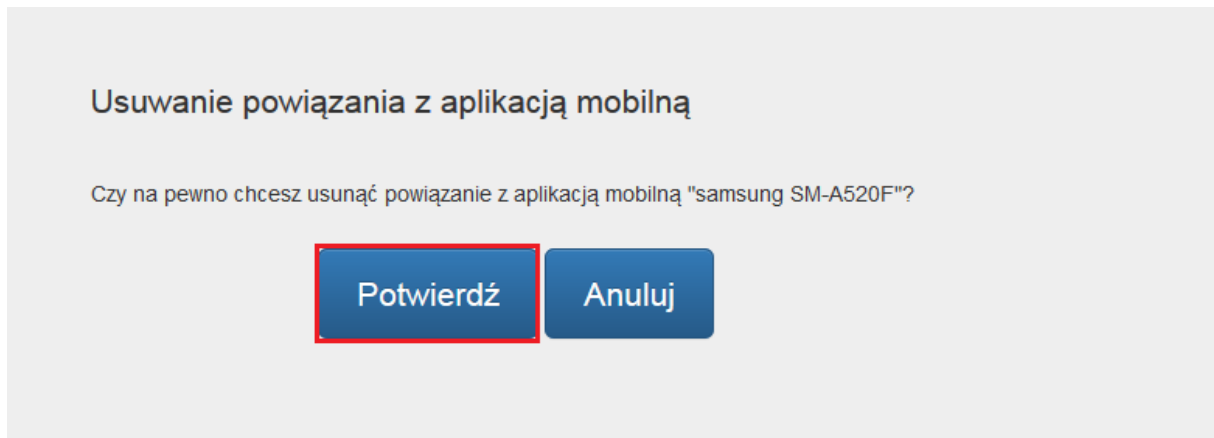 Usuwanie powiązania z aplikacją mobilną
Czy na pewno chcesz usunąć powiązanie z aplikacją mobilną "samsung SM-A520F"?
Potwierdź Anuluj